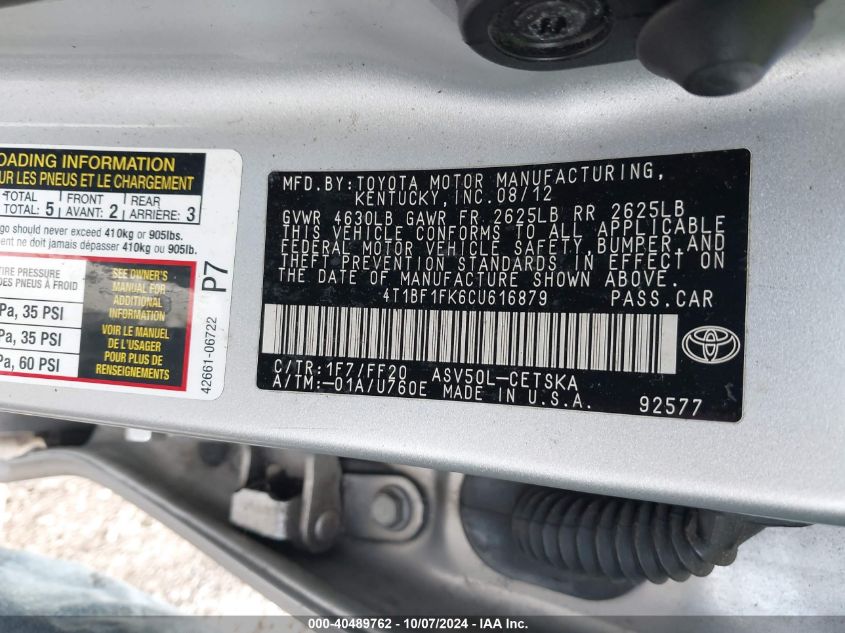 OADING INFORMATION
UR LES PNEUS ET LE CHARGEMENT
TOTAL: 5 FRONT AVANT: 2 REAR ARRIÈRE: 3
go should never exceed 410kg or 905lbs.
ent ne doit jamais dépasser 410kg ou 905lb.
TIRE PRESSURE
DES PNEUS À FROID
Pa, 35 PSI
Pa, 35 PSI
Pa, 60 PSI
SEE OWNER'S
MANUAL FOR
ADDITIONAL
INFORMATION
VOIR LE MANUEL
DE L'USAGER
POUR PLUS DE
RENSEIGNEMENTS
P7
42661-06722
MFD.BY:TOYOTA MOTOR MANUFACTURING,
KENTUCKY,INC.08/12
GVWR 4630LB GAWR FR 2625LB RR 2625LB
THIS VEHICLE CONFORMS TO ALL APPLICABLE
FEDERAL MOTOR VEHICLE SAFETY,BUMPER,AND
THEFT PREVENTION STANDARDS IN EFFECT ON
THE DATE OF MANUFACTURE SHOWN ABOVE.
4T1BF1FK6CU616879 PASS.CAR
C/TR:1F7/FF20 ASV50L-CETSKA
A/TM:-01A/U760E MADE IN U.S.A. 92577
000-40489762 - 10/07/2024 - IAA Inc.